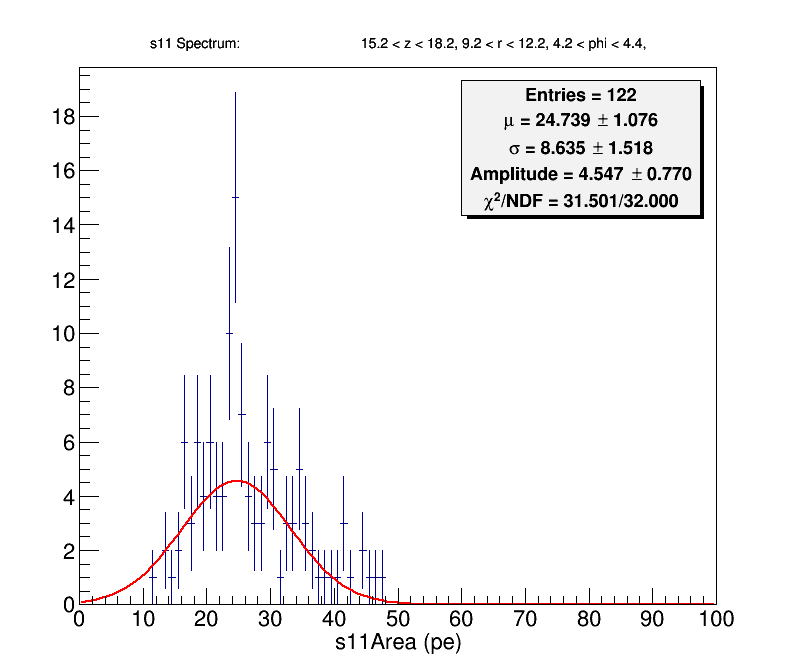 s11 Spectrum: 15.2 < z < 18.2, 9.2 < r < 12.2, 4.2 < phi < 4.4,
Entries = 122
μ = 24.739 ± 1.076
σ = 8.635 ± 1.518
Amplitude = 4.547 ± 0.770
χ²/NDF = 31.501/32.000
18
16
14
12
10
8
6
4
2
0
0 10 20 30 40 50 60 70 80 90 100
s11Area (pe)